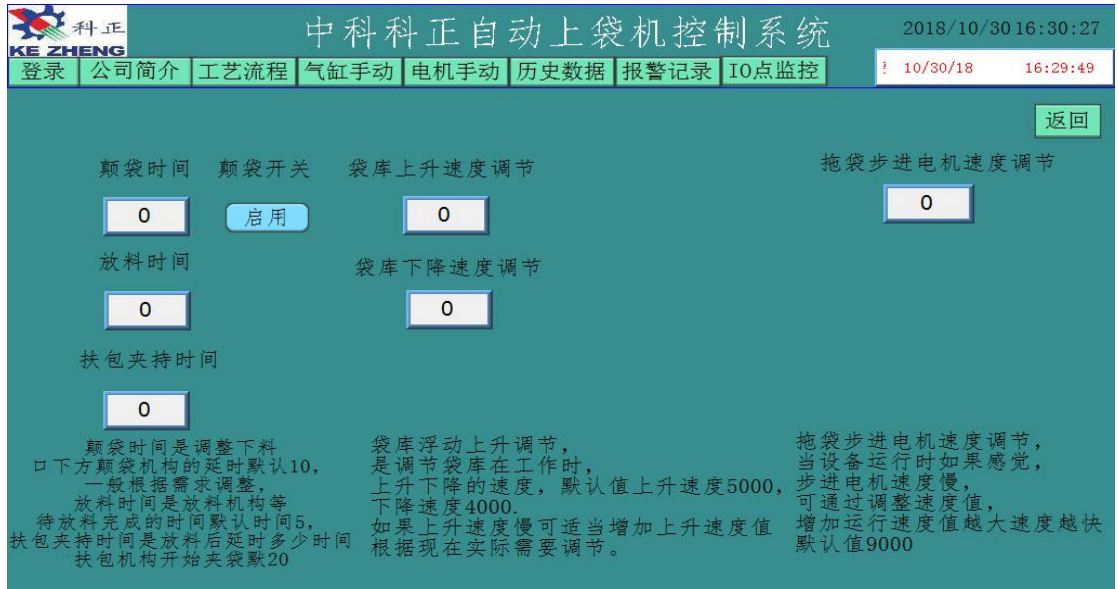 科正
KE ZHENG
中科科正自动上袋机控制系统
2018/10/30 16:30:27
登录 公司简介 工艺流程 气缸手动 电机手动 历史数据 报警记录 IO点监控
10/30/18 16:29:49
返回
颠袋时间 颠袋开关 袋库上升速度调节 拖袋步进电机速度调节
0 启用 0 0
放料时间 袋库下降速度调节
0 0
扶包夹持时间
0
颠袋时间是调整下料
口下方颠袋机构的延时默认10，
一般根据需求调整，
放料时间是放料机构等
待放料完成的时间默认时间5，
扶包夹持时间是放料后延时多少时间
扶包机构开始夹袋默20
袋库浮动上升调节，
是调节袋库在工作时，
上升下降的速度，默认值上升速度5000，
下降速度4000.
如果上升速度慢可适当增加上升速度值
根据现在实际需要调节。
拖袋步进电机速度调节，
当设备运行时如果感觉，
步进电机速度慢，
可通过调整速度值，
增加运行速度值越大速度越快
默认值9000